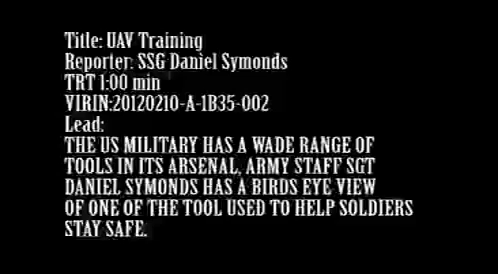 Title: UAV Training
Reporter: SSG Daniel Symonds
TRT 1:00 min
VIRIN:20120210-A-1B35-002
Lead:
THE US MILITARY HAS A WADE RANGE OF
TOOLS IN ITS ARSENAL, ARMY STAFF SGT
DANIEL SYMONDS HAS A BIRDS EYE VIEW
OF ONE OF THE TOOL USED TO HELP SOLDIERS
STAY SAFE.